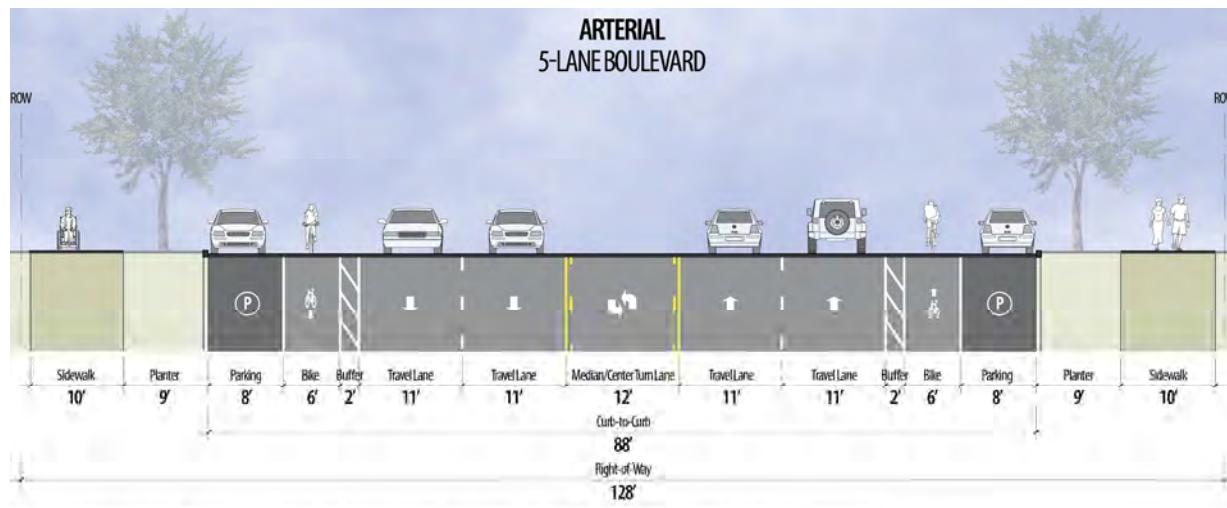 ARTERIAL
5-LANE BOULEVARD
ROW
RO
P
P
Sidewalk Planter Parking Bike Buffer Travel Lane Travel Lane Median/Center Turn Lane Travel Lane Travel Lane Buffer Bike Parking Planter Sidewalk
10' 9' 8' 6' 2' 11' 11' 12' 11' 11' 2' 6' 8' 9' 10'
Curb-to-Curb
88'
Right-of-Way
128'